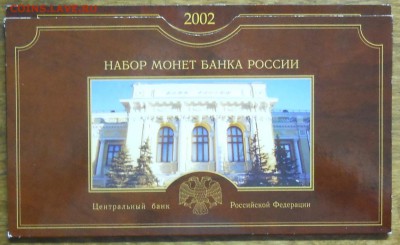 2002
НАБОР МОНЕТ БАНКА РОССИИ
Центральный банк Российской Федерации